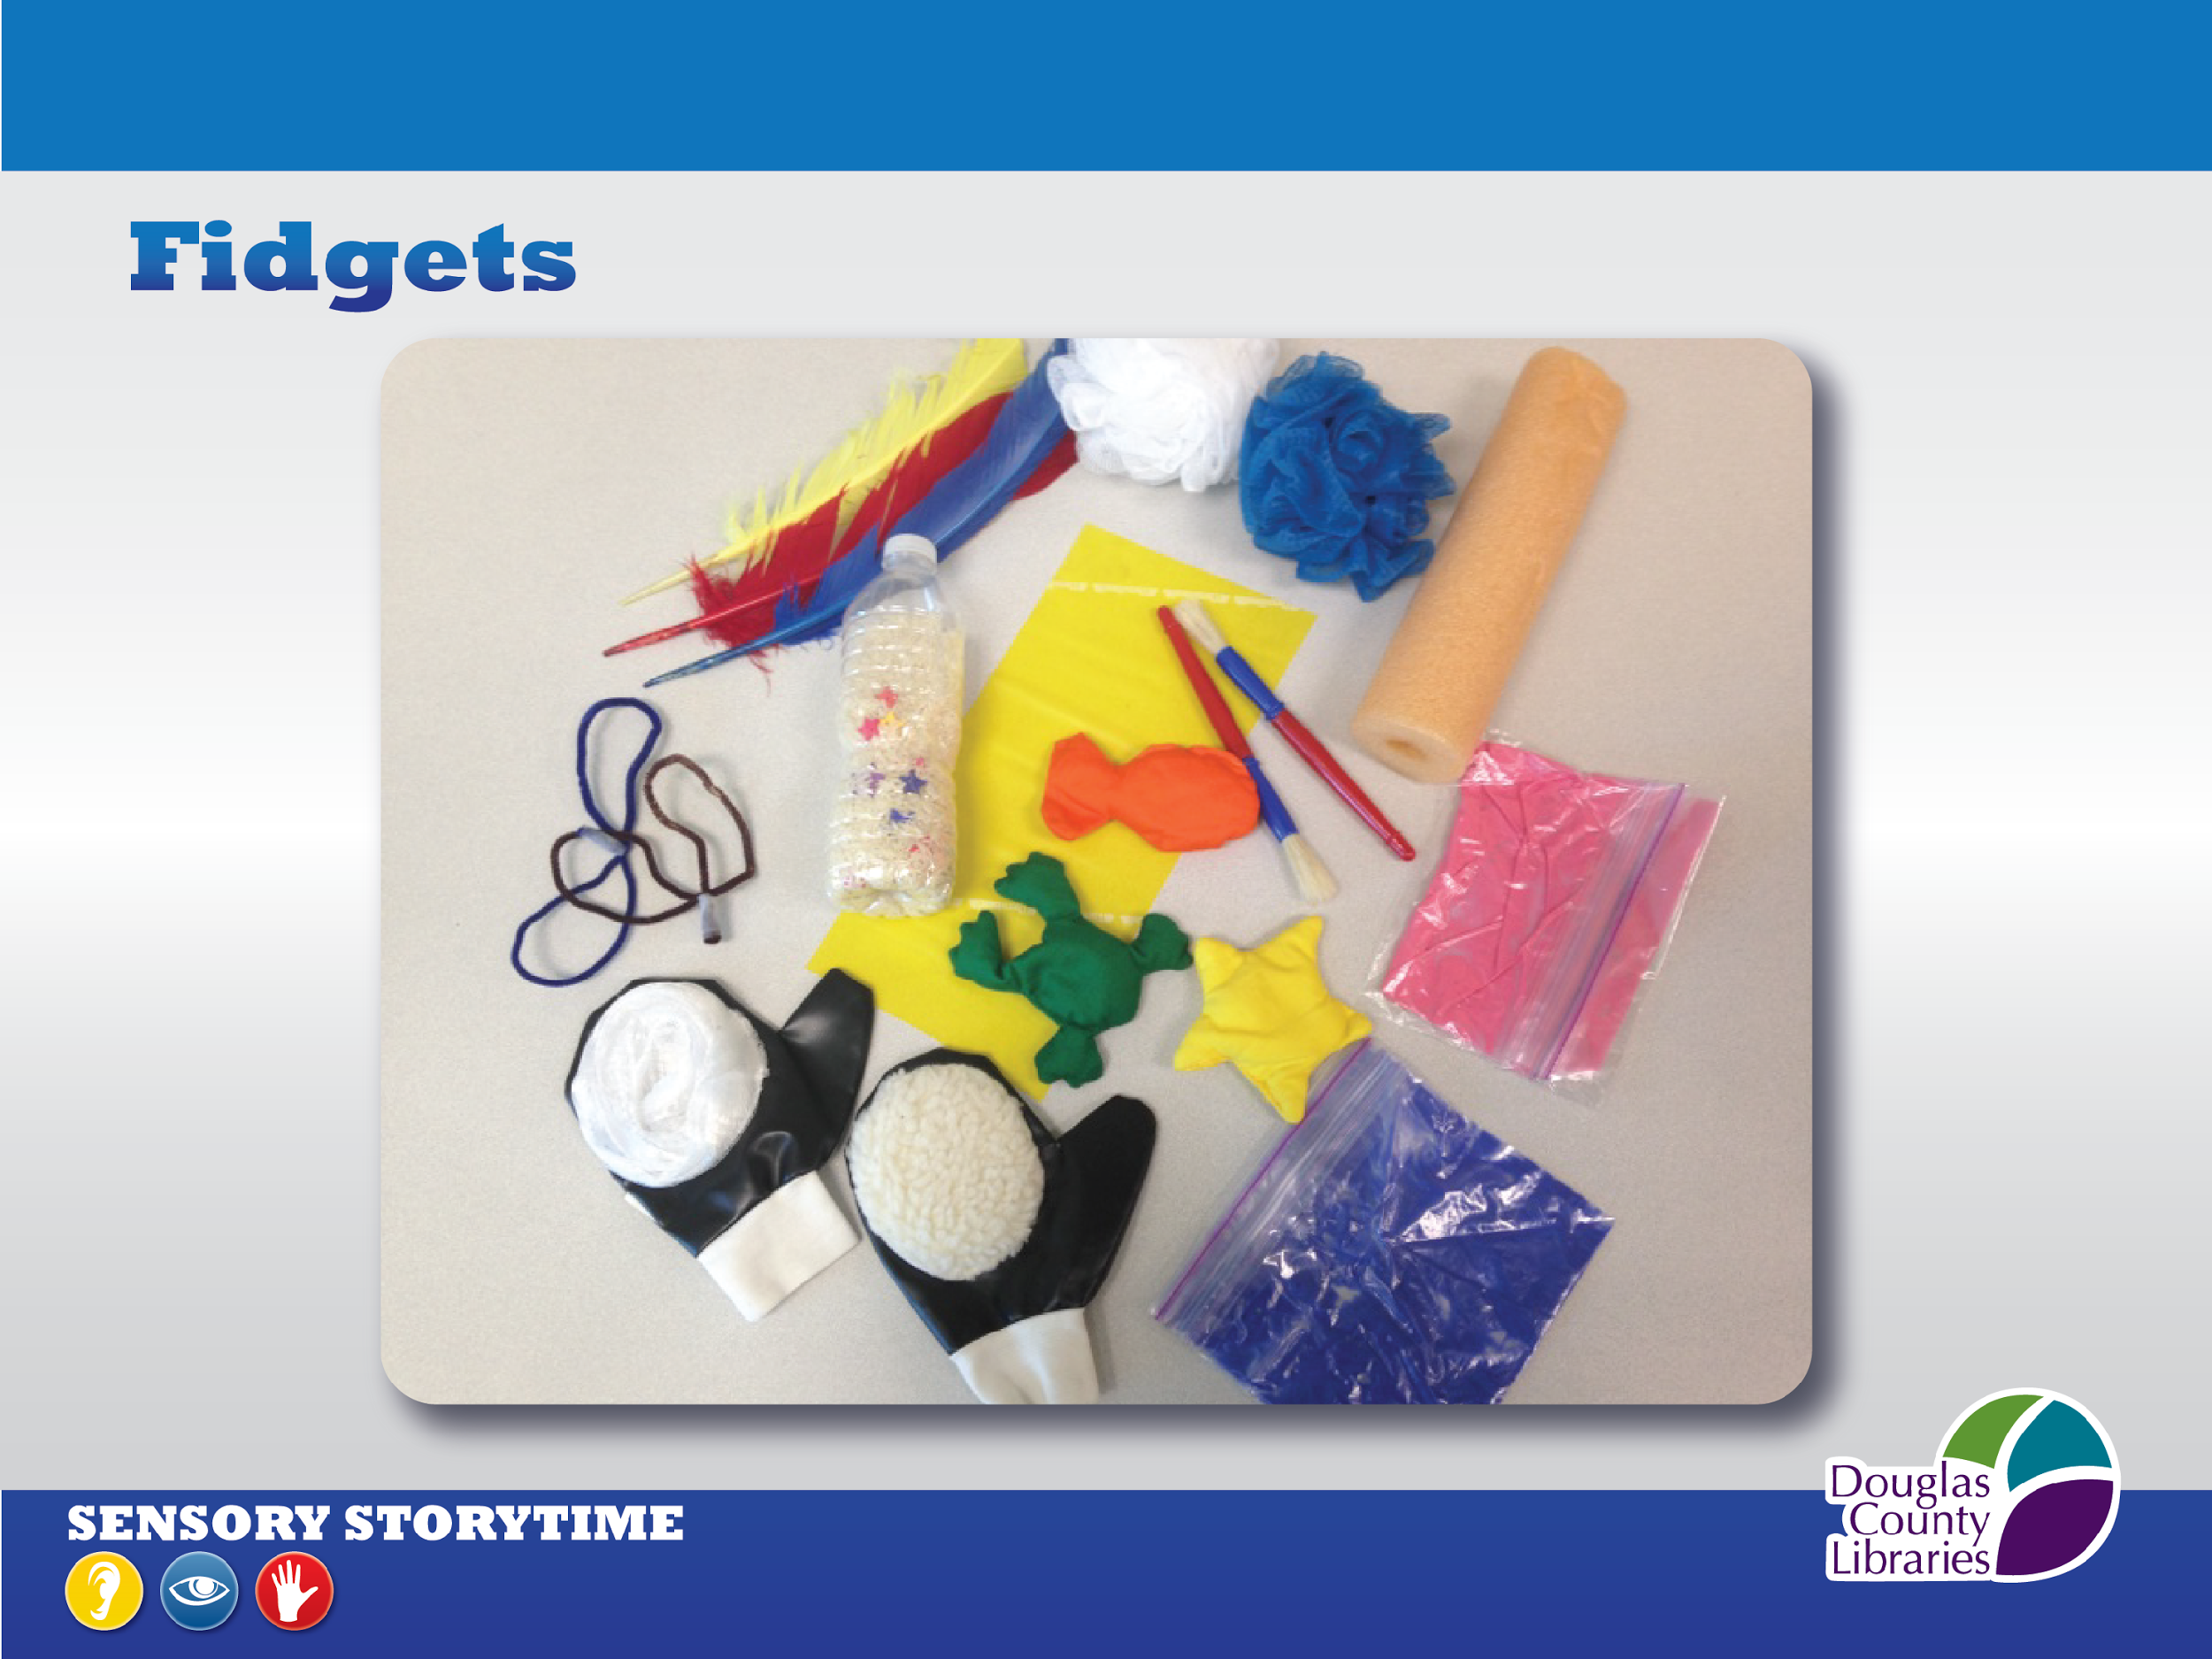 Fidgets
SENSORY STORYTIME
Douglas
County
Libraries